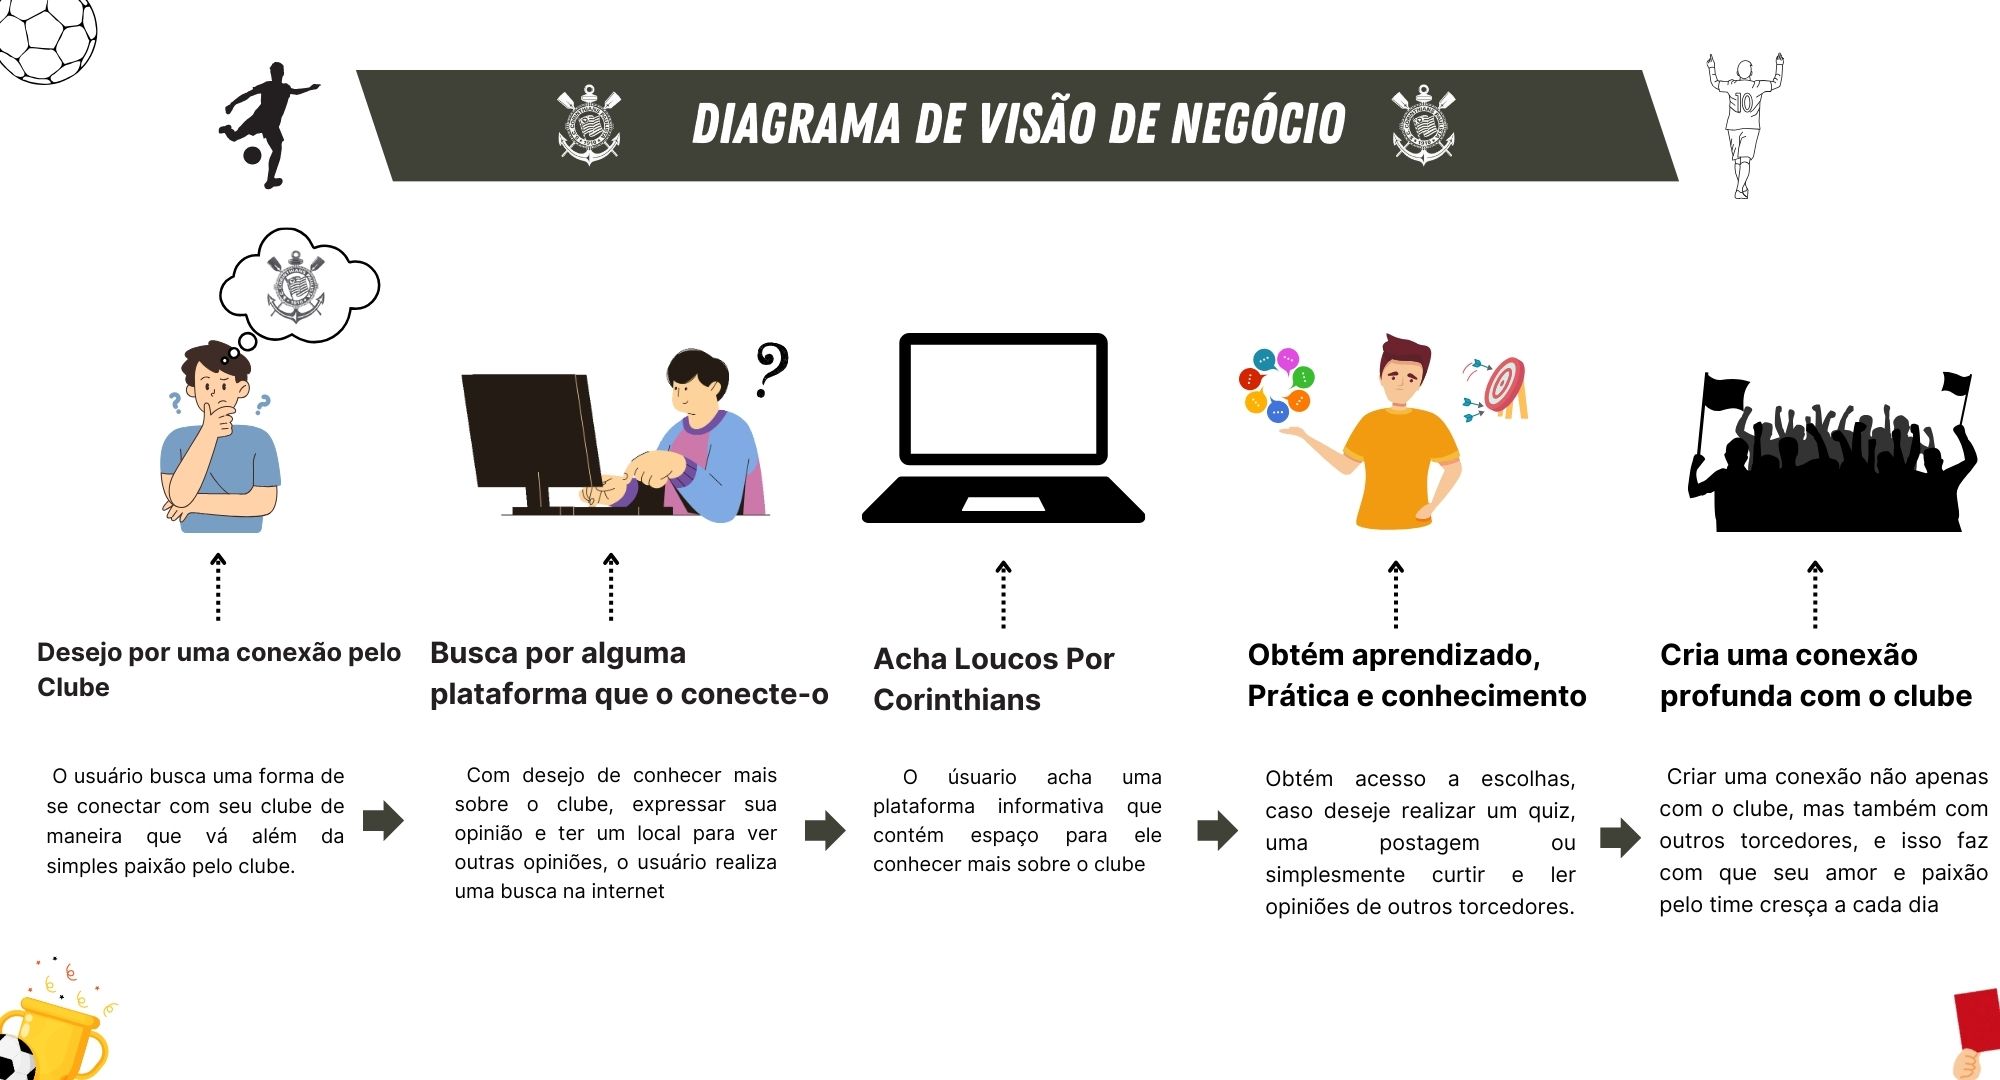 DIAGRAMA DE VISÃO DE NEGÓCIO
10
Desejo por uma conexão pelo
Clube
O usuário busca uma forma de
se conectar com seu clube de
maneira que vá além da
simples paixão pelo clube.
Busca por alguma
plataforma que o conecte-o
Com desejo de conhecer mais
sobre o clube, expressar sua
opinião e ter um local para ver
outras opiniões, o usuário realiza
uma busca na internet
Acha Loucos Por
Corinthians
O úsuario acha uma
plataforma informativa que
contém espaço para ele
conhecer mais sobre o clube
Obtém aprendizado,
Prática e conhecimento
Obtém acesso a escolhas,
caso deseje realizar um quiz,
uma postagem ou
simplesmente curtir e ler
opiniões de outros torcedores.
Cria uma conexão
profunda com o clube
Criar uma conexão não apenas
com o clube, mas também com
outros torcedores, e isso faz
com que seu amor e paixão
pelo time cresça a cada dia